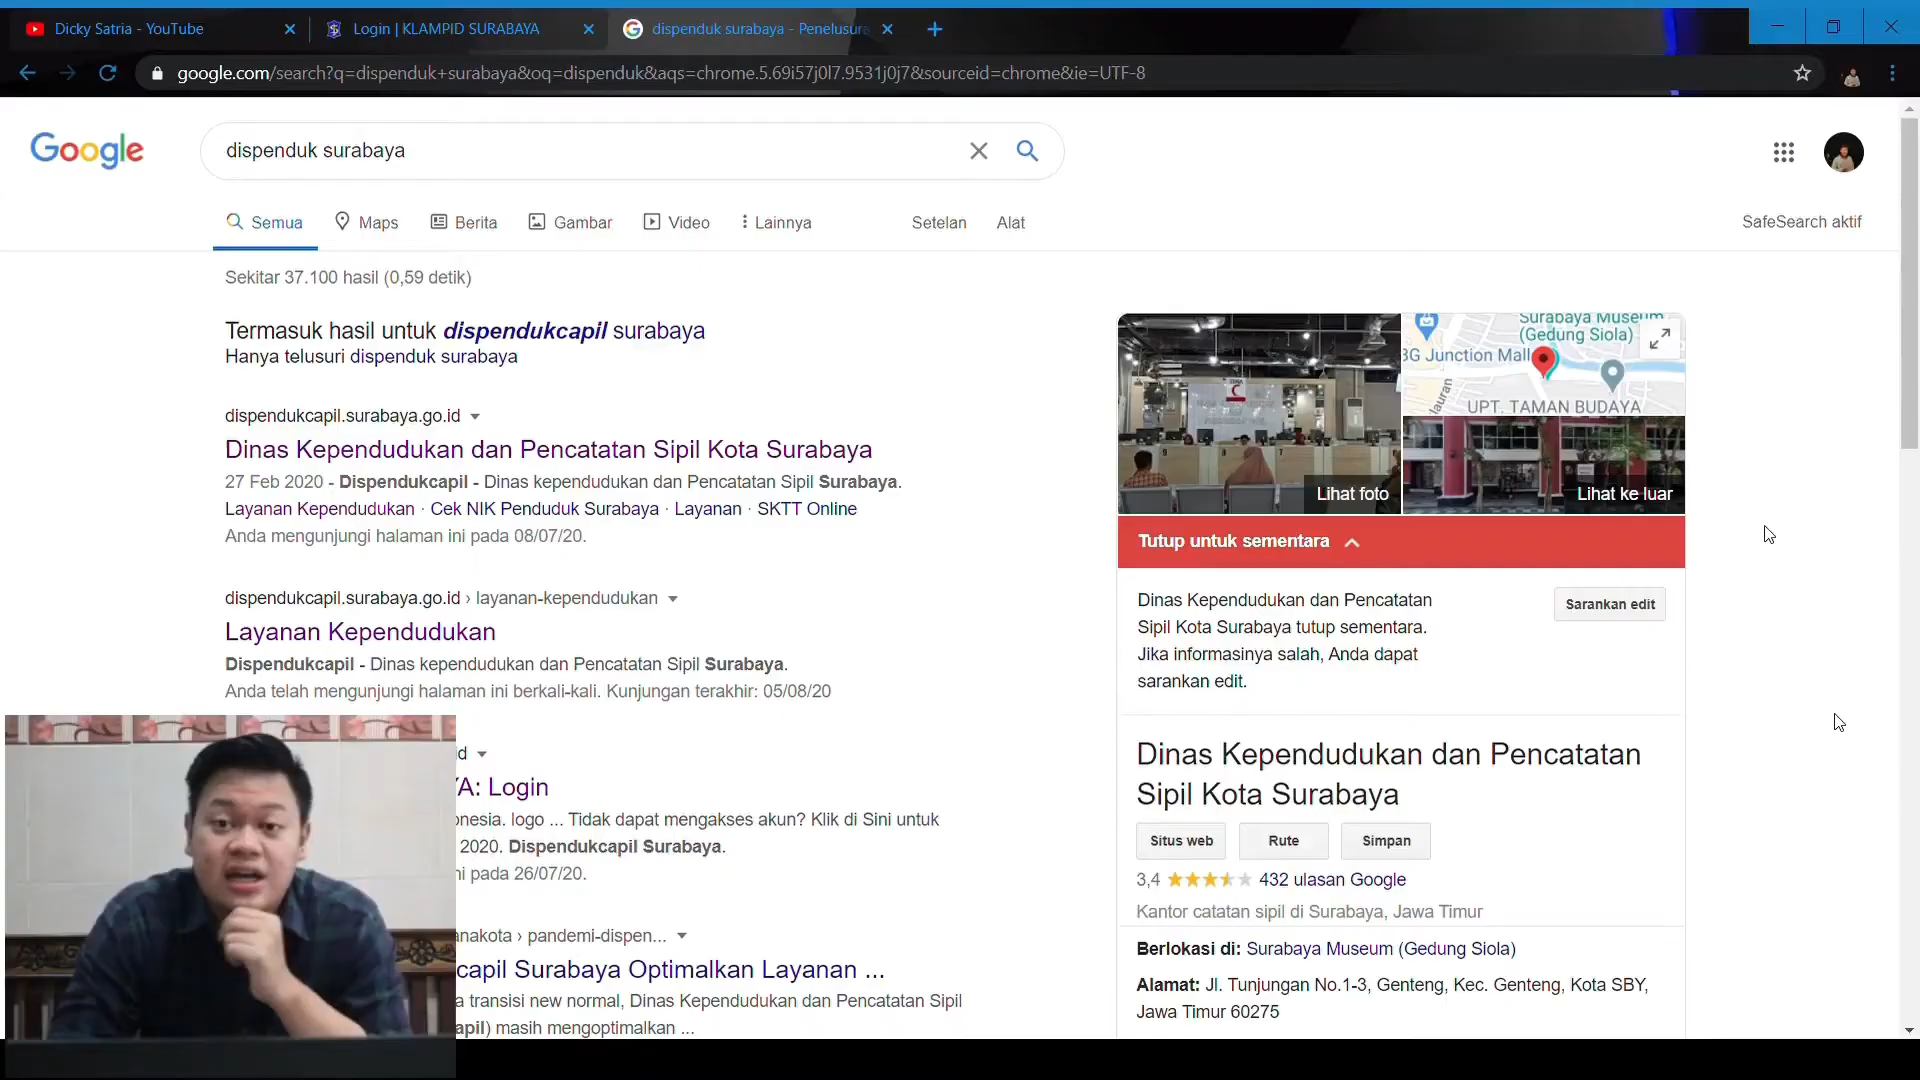 Dicky Satria - YouTube
Login | KLAMPID SURABAYA
dispenduk surabaya - Penelusura
google.com/search?q=dispenduk+surabaya&oq=dispenduk&aqs=chrome.5.69i57j0l7.9531j0j7&sourceid=chrome&ie=UTF-8
Google
dispenduk surabaya
Semua
Maps
Berita
Gambar
Video
Lainnya
Setelan
Alat
SafeSearch aktif
Sekitar 37.100 hasil (0,59 detik)
Termasuk hasil untuk dispendukcapil surabaya
Hanya telusuri dispenduk surabaya
dispendukcapil.surabaya.go.id
Dinas Kependudukan dan Pencatatan Sipil Kota Surabaya
27 Feb 2020 - Dispendukcapil - Dinas kependudukan dan Pencatatan Sipil Surabaya.
Layanan Kependudukan · Cek NIK Penduduk Surabaya · Layanan · SKTT Online
Anda mengunjungi halaman ini pada 08/07/20.
dispendukcapil.surabaya.go.id › layanan-kependudukan
Layanan Kependudukan
Dispendukcapil - Dinas kependudukan dan Pencatatan Sipil Surabaya.
Anda telah mengunjungi halaman ini berkali-kali. Kunjungan terakhir: 05/08/20
id
YA: Login
onesia. logo ... Tidak dapat mengakses akun? Klik di Sini untuk
2020. Dispendukcapil Surabaya.
ni pada 26/07/20.
anakota › pandemi-dispen...
capil Surabaya Optimalkan Layanan ...
a transisi new normal, Dinas Kependudukan dan Pencatatan Sipil
apil) masih mengoptimalkan ...
Surabaya Museum
(Gedung Siola)
BG Junction Mall
lauran
UPT. TAMAN BUDAYA
Lihat foto
Lihat ke luar
Tutup untuk sementara
Dinas Kependudukan dan Pencatatan
Sipil Kota Surabaya tutup sementara.
Jika informasinya salah, Anda dapat
sarankan edit.
Sarankan edit
Dinas Kependudukan dan Pencatatan
Sipil Kota Surabaya
Situs web
Rute
Simpan
3,4
432 ulasan Google
Kantor catatan sipil di Surabaya, Jawa Timur
Berlokasi di: Surabaya Museum (Gedung Siola)
Alamat: Jl. Tunjungan No.1-3, Genteng, Kec. Genteng, Kota SBY,
Jawa Timur 60275